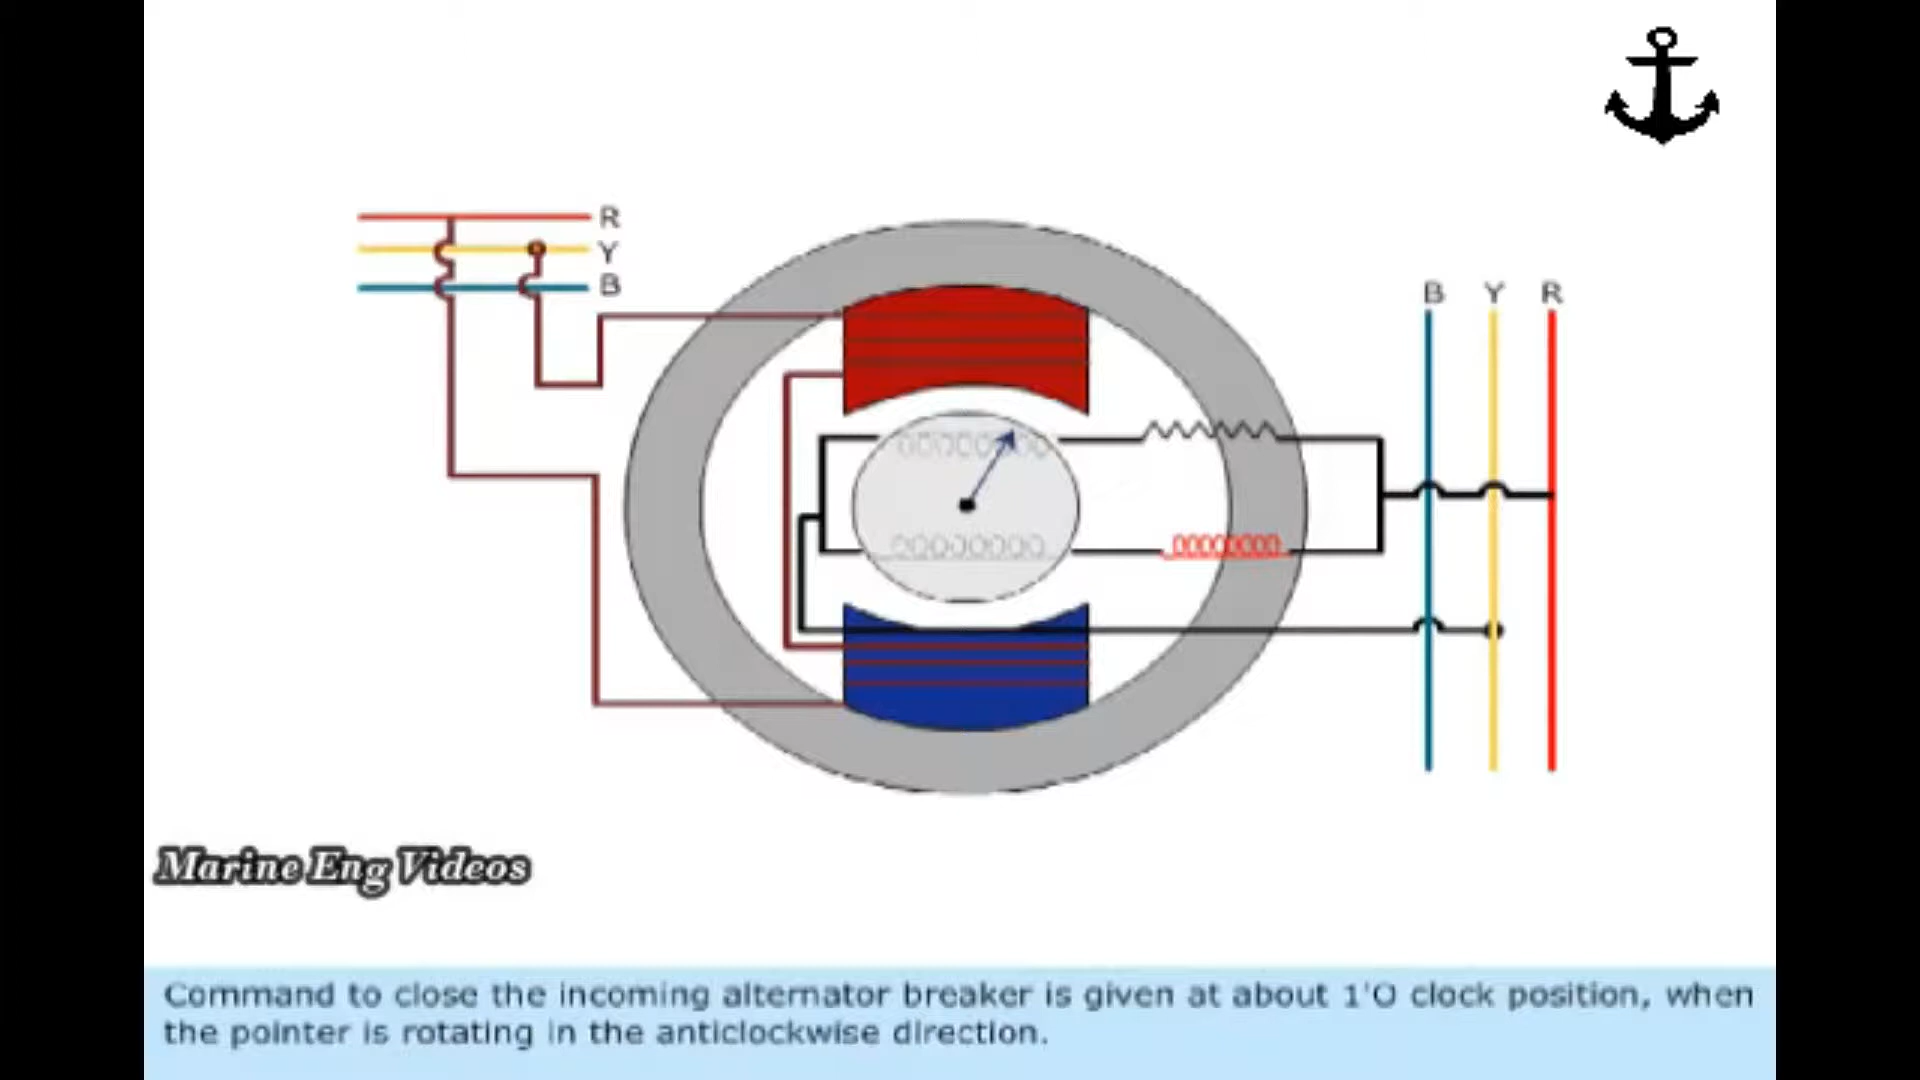 R
Y
B
B Y R
Marine Eng Videos
Command to close the incoming alternator breaker is given at about 1'O clock position, when
the pointer is rotating in the anticlockwise direction.